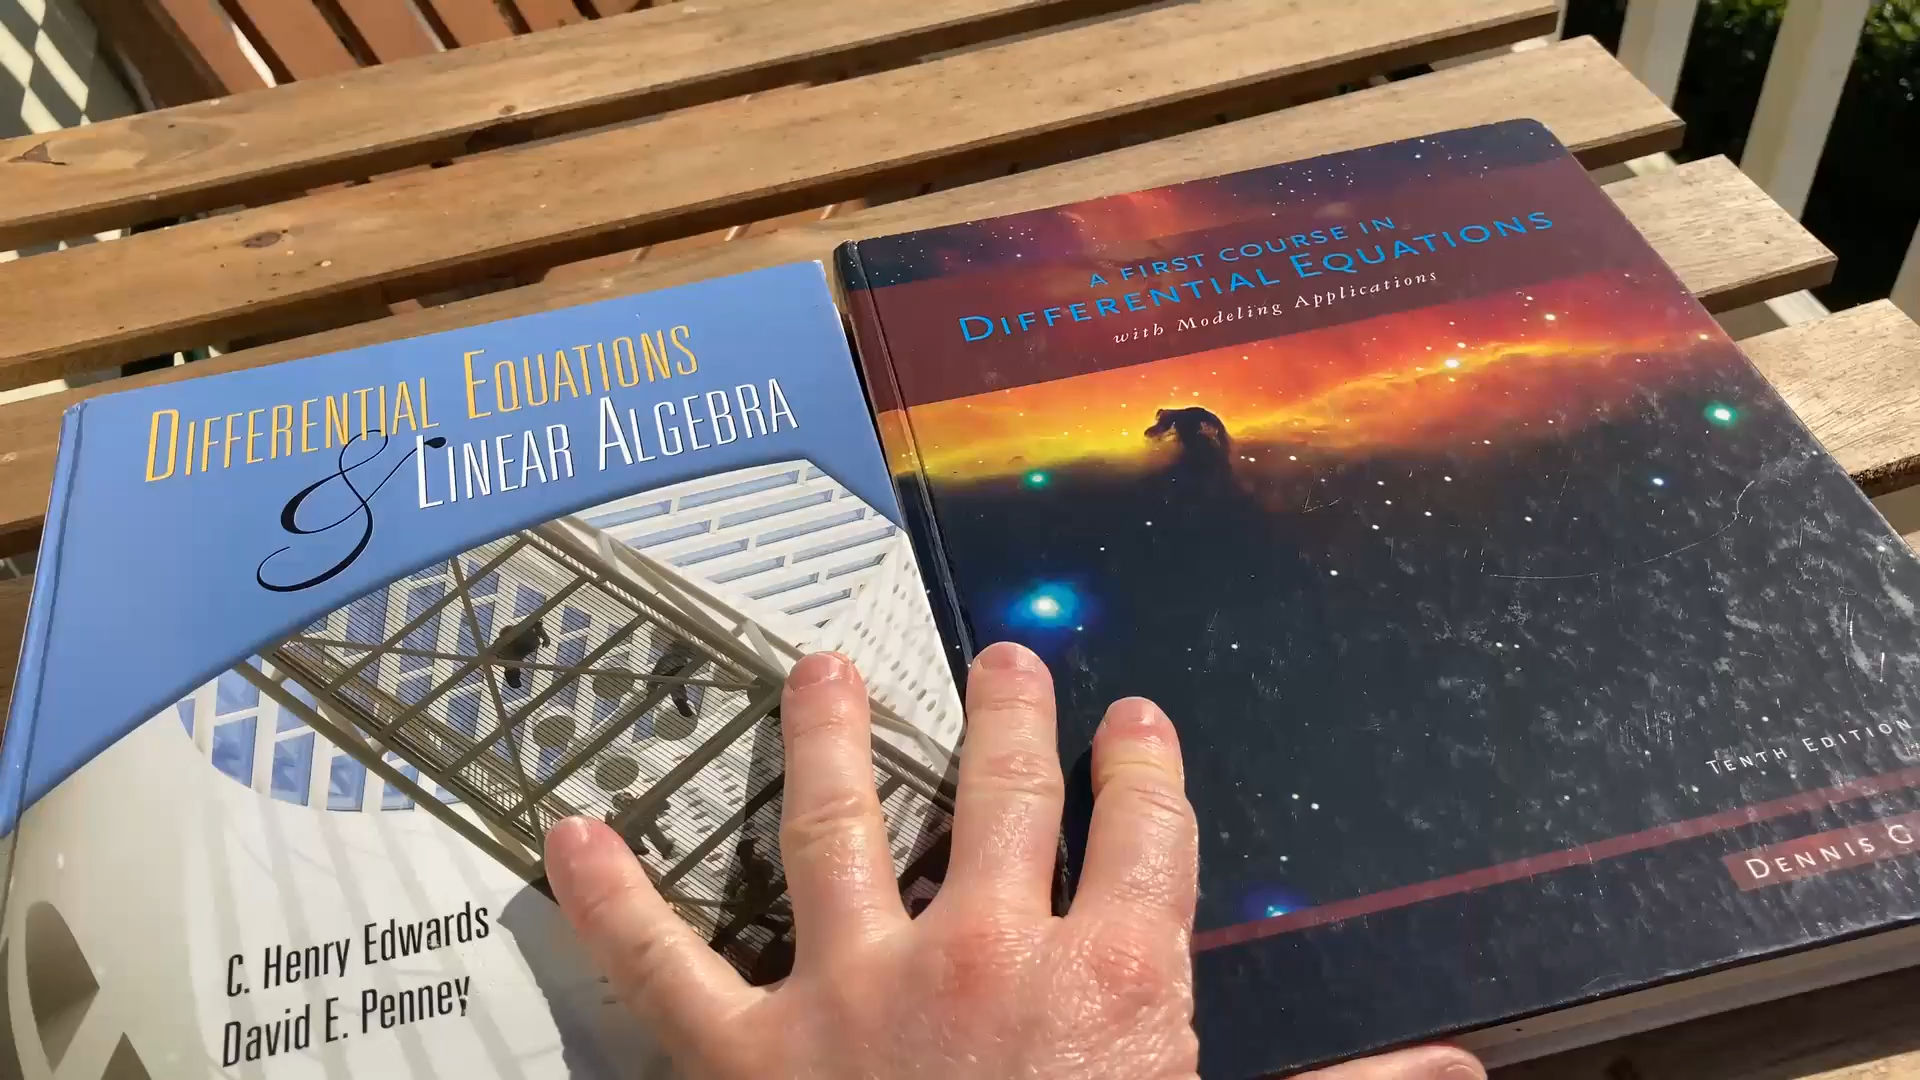 DIFFERENTIAL EQUATIONS
& LINEAR ALGEBRA
C. Henry Edwards
David E. Penney
A FIRST COURSE IN
DIFFERENTIAL EQUATIONS
with Modeling Applications
TENTH EDITION
DENNIS G